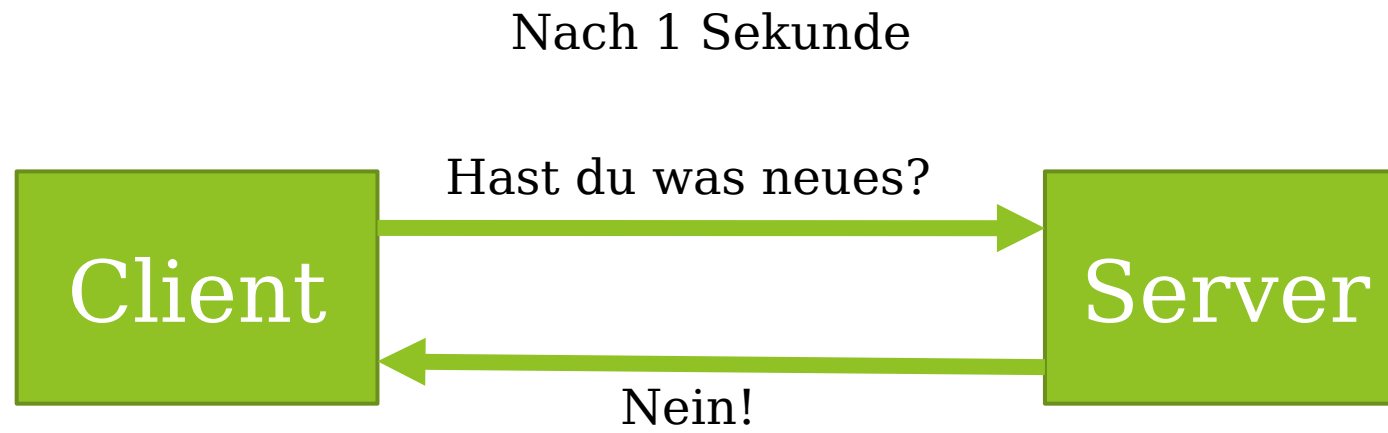 Nach 1 Sekunde
Hast du was neues?
Client
Server
Nein!